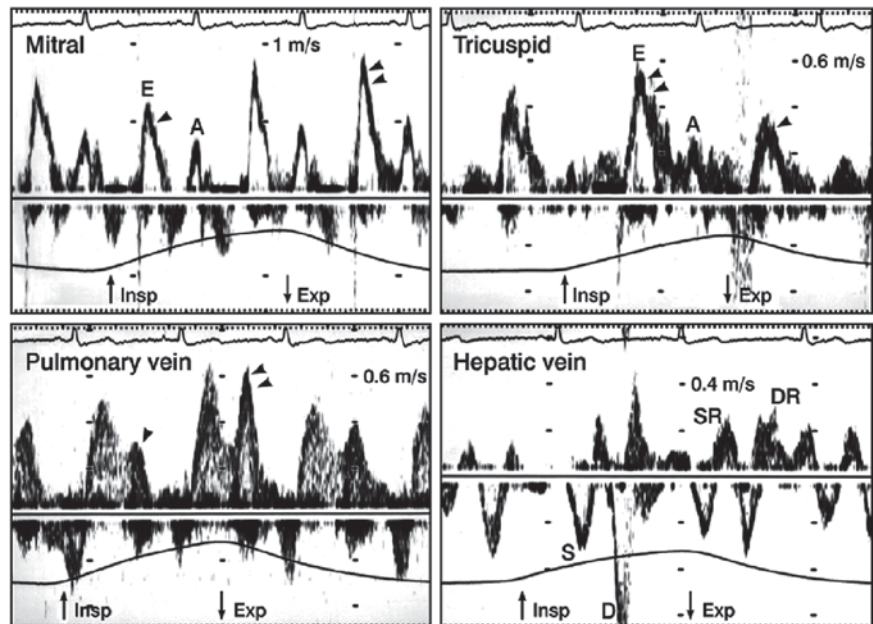 Mitral
1 m/s
E
A
Insp
Exp
Tricuspid
E
0.6 m/s
A
Insp
Exp
Pulmonary vein
0.6 m/s
Insp
Exp
Hepatic vein
0.4 m/s
DR
SR
S
D
Insp
Exp